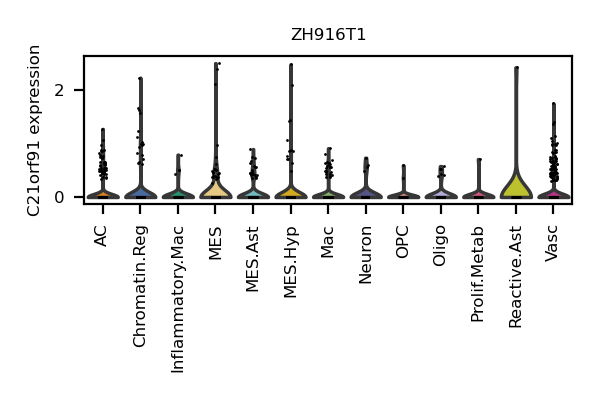 ZH916T1
C21orf91 expression
2
0
AC
Chromatin.Reg
Inflammatory.Mac
MES
MES.Ast
MES.Hyp
Mac
Neuron
OPC
Oligo
Prolif.Metab
Reactive.Ast
Vasc